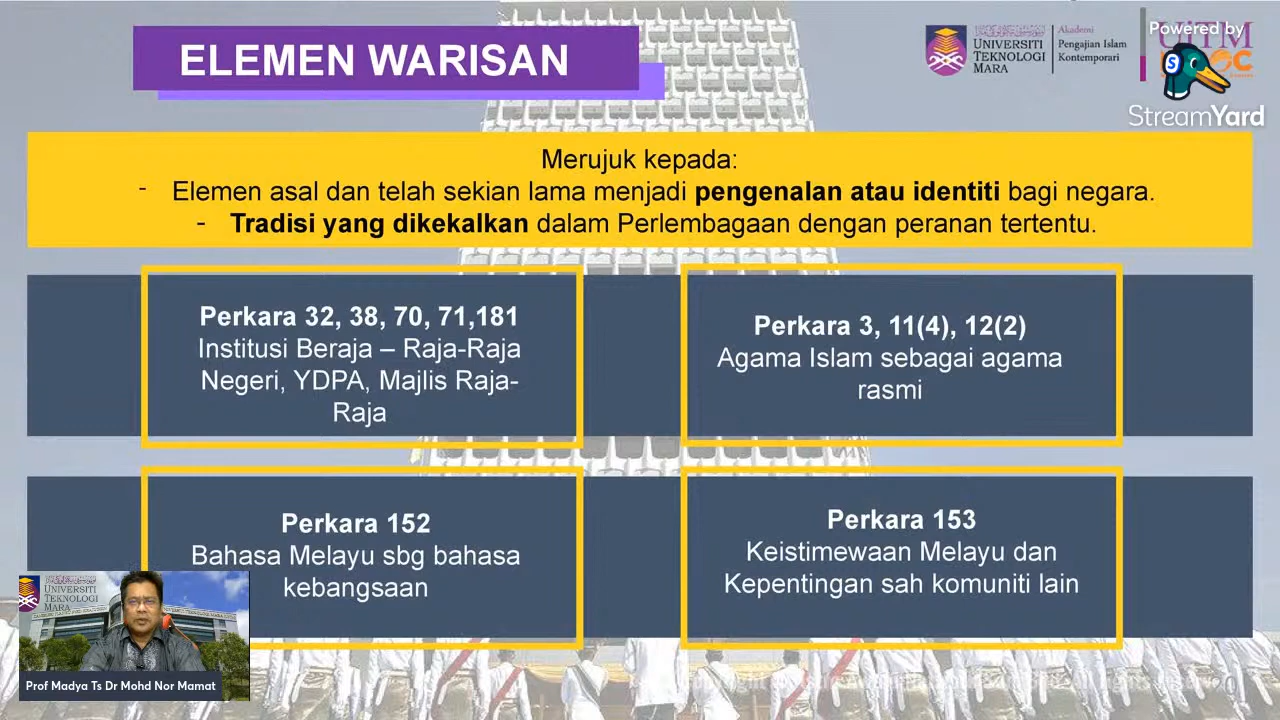 ELEMEN WARISAN
UNIVERSITI
TEKNOLOGI
MARA
Akademi
Pengajian Islam
Kontemporari
UiTM
Powered by
StreamYard
Merujuk kepada:
- Elemen asal dan telah sekian lama menjadi pengenalan atau identiti bagi negara.
- Tradisi yang dikekalkan dalam Perlembagaan dengan peranan tertentu.
Perkara 32, 38, 70, 71,181
Institusi Beraja – Raja-Raja
Negeri, YDPA, Majlis Raja-
Raja
Perkara 3, 11(4), 12(2)
Agama Islam sebagai agama
rasmi
Perkara 152
Bahasa Melayu sbg bahasa
kebangsaan
Perkara 153
Keistimewaan Melayu dan
Kepentingan sah komuniti lain
UNIVERSITI
TEKNOLOGI
MARA
Prof Madya Ts Dr Mohd Nor Mamat